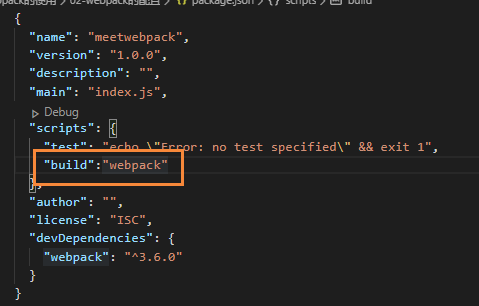 pack的使用 > 02-webpack的配置 > {} package.json > {} scripts > build
{
"name": "meetwebpack",
"version": "1.0.0",
"description": "",
"main": "index.js",
Debug
"scripts": {
"test": "echo \"Error: no test specified\" && exit 1",
"build":"webpack"
},
"author": "",
"license": "ISC",
"devDependencies": {
"webpack": "^3.6.0"
}
}